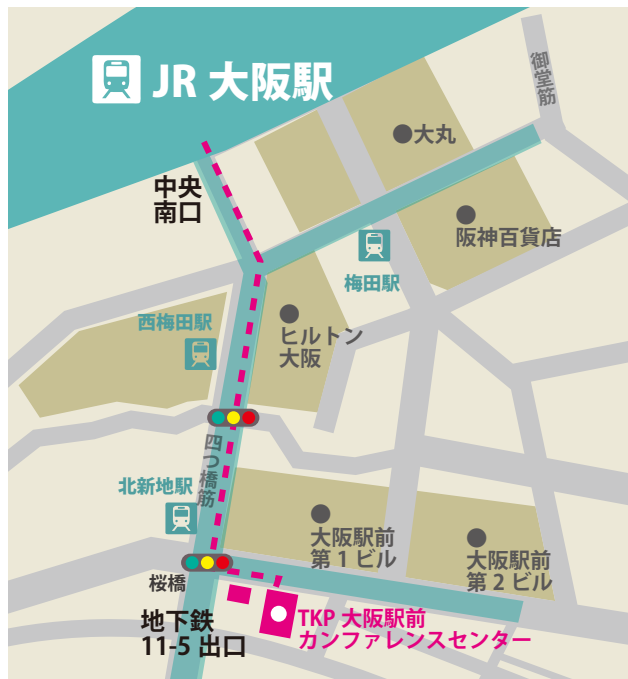 JR 大阪駅
御堂筋
大丸
中央
南口
阪神百貨店
梅田駅
西梅田駅
ヒルトン
大阪
四つ橋筋
北新地駅
大阪駅前
第 1 ビル
大阪駅前
第 2 ビル
桜橋
地下鉄
11-5 出口
TKP 大阪駅前
カンファレンスセンター